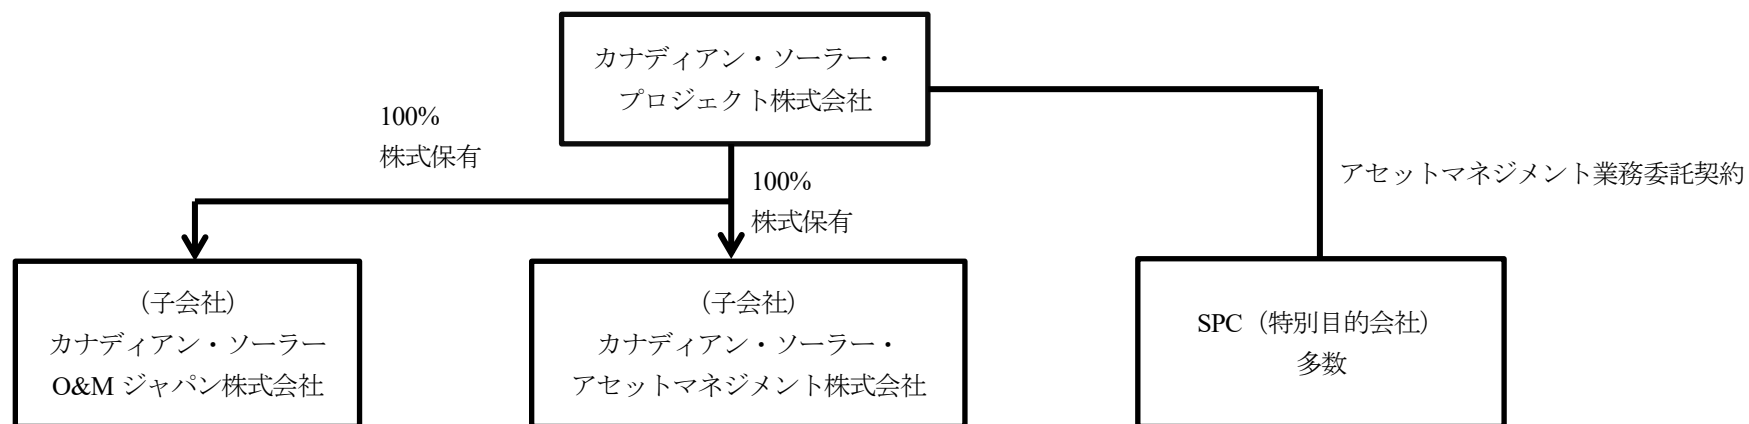 カナディアン・ソーラー・
プロジェクト株式会社
100%
株式保有
100%
株式保有
アセットマネジメント業務委託契約
（子会社）
カナディアン・ソーラー
O&M ジャパン株式会社
（子会社）
カナディアン・ソーラー・
アセットマネジメント株式会社
SPC（特別目的会社）
多数